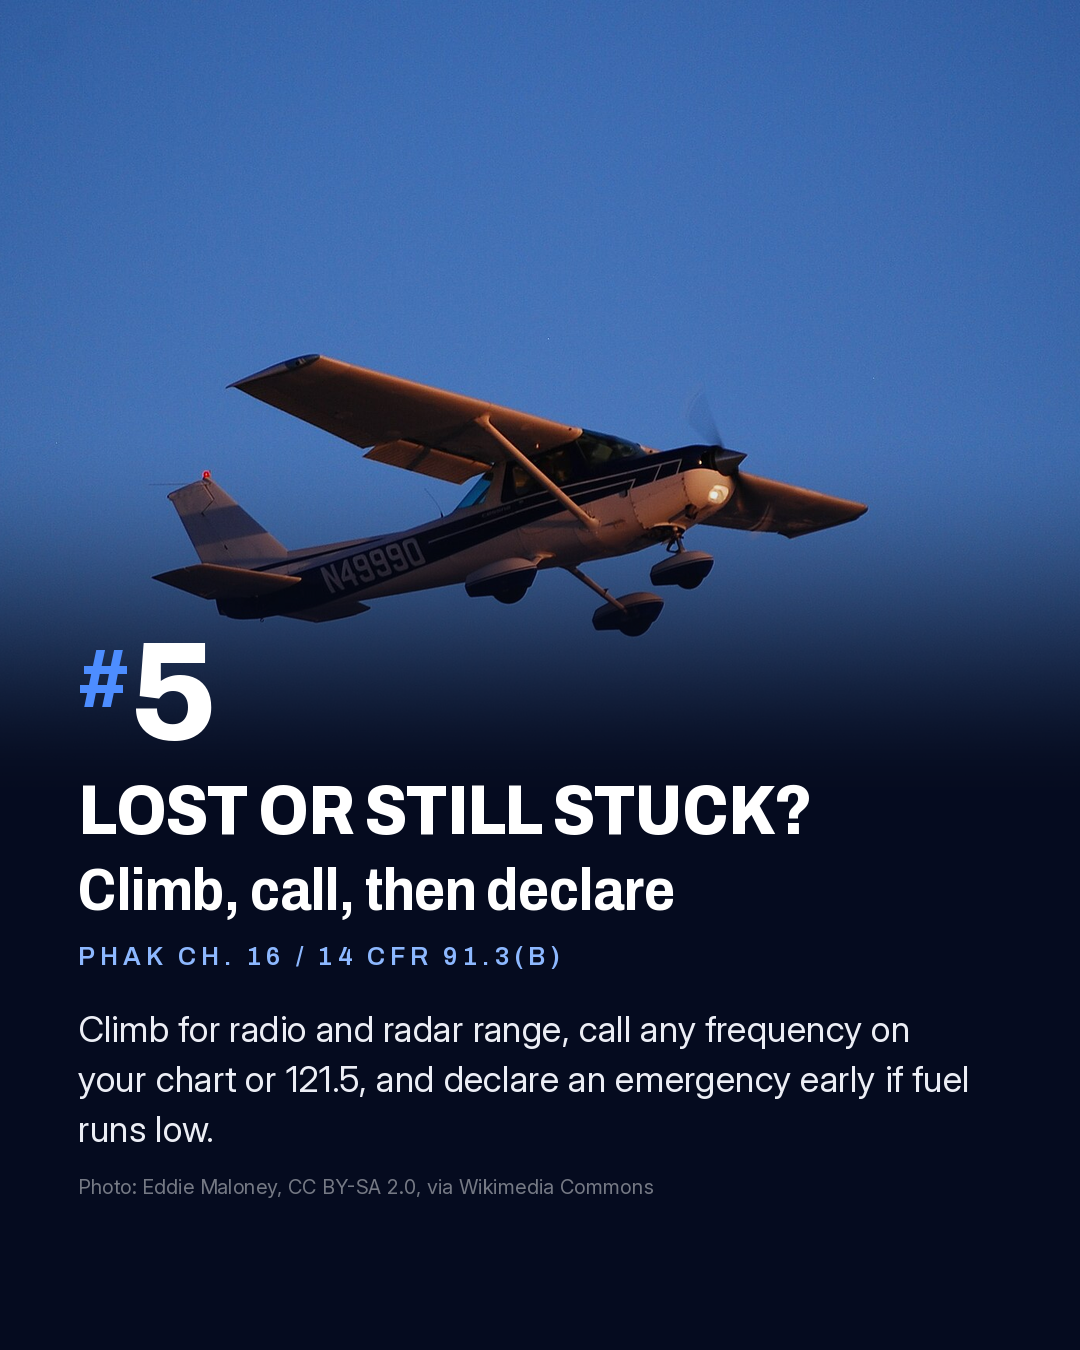 N49990
#5
LOST OR STILL STUCK?
Climb, call, then declare
PHAK CH. 16 / 14 CFR 91.3(B)
Climb for radio and radar range, call any frequency on
your chart or 121.5, and declare an emergency early if fuel
runs low.
Photo: Eddie Maloney, CC BY-SA 2.0, via Wikimedia Commons